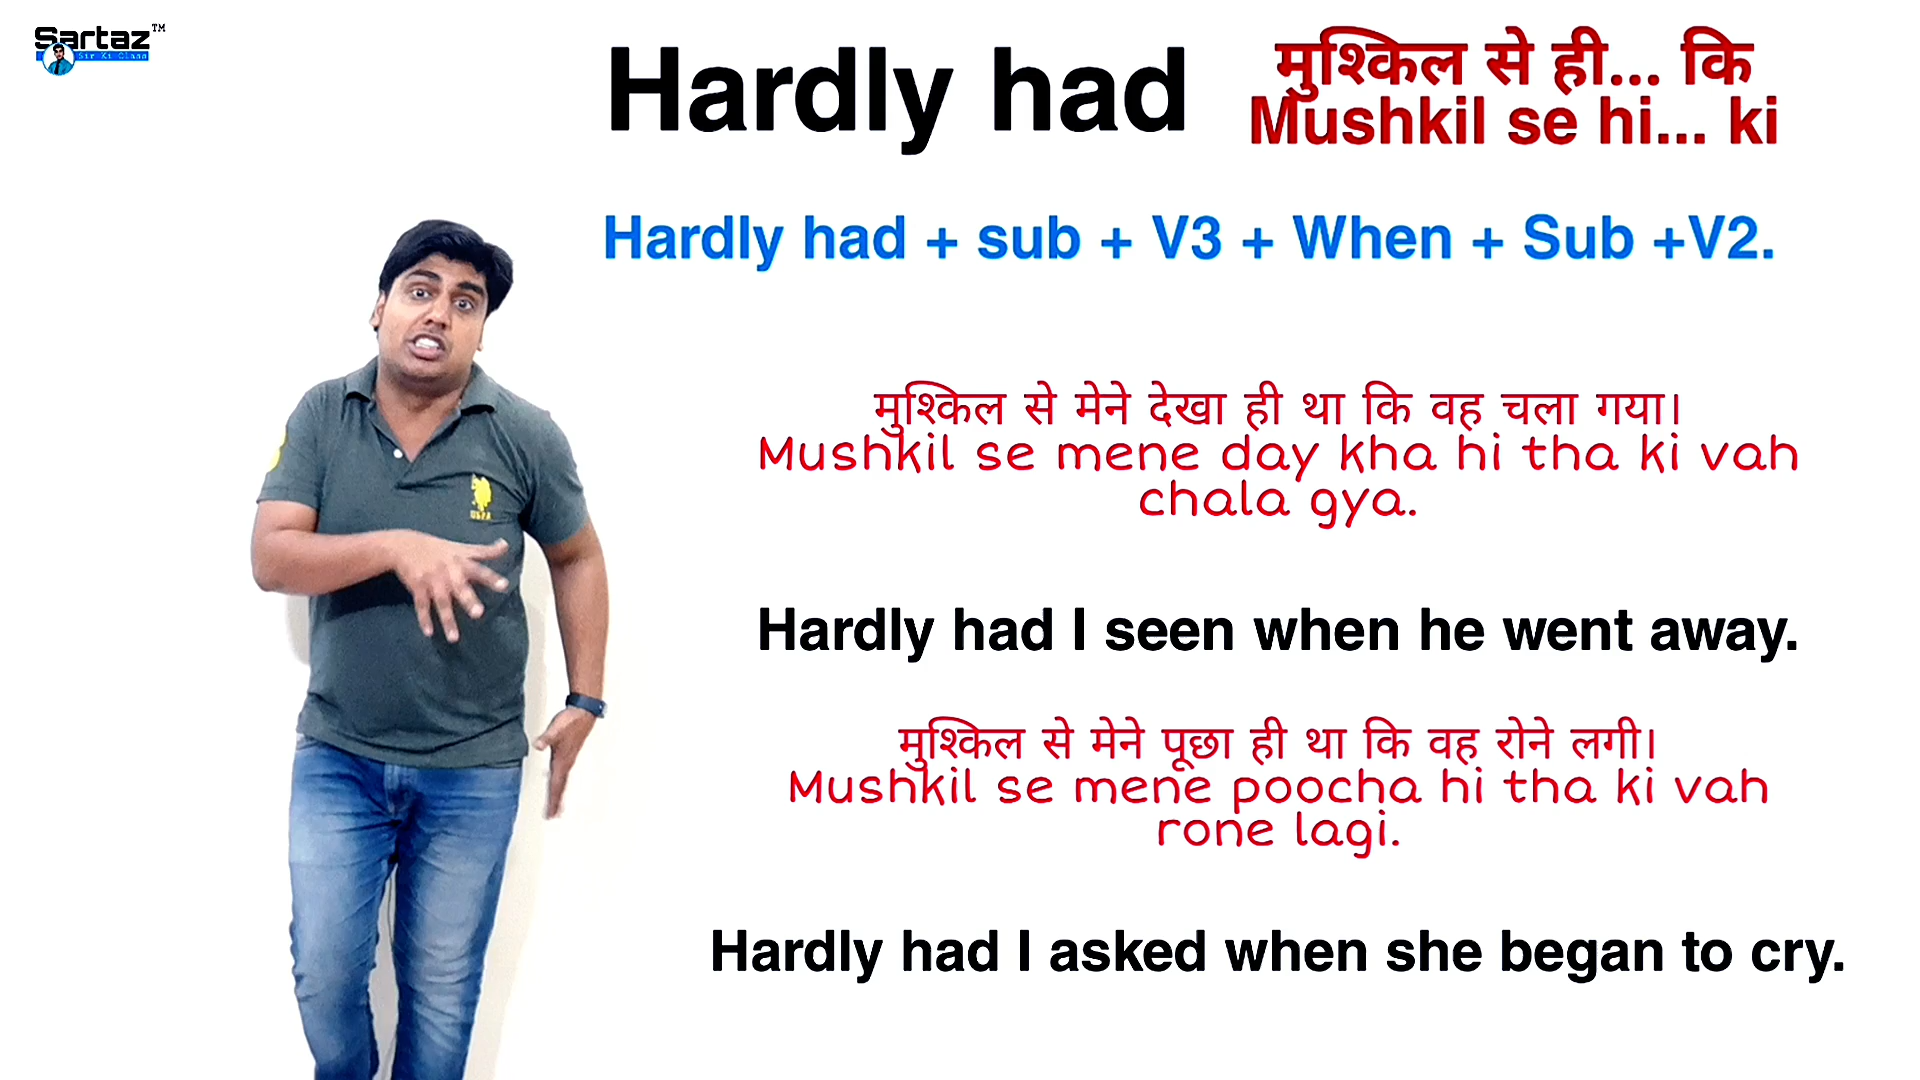 Sartaz™
Sir Ki Class
Hardly had
मुश्किल से ही... कि
Mushkil se hi... ki
Hardly had + sub + V3 + When + Sub +V2.
मुश्किल से मेने देखा ही था कि वह चला गया।
Mushkil se mene day kha hi tha ki vah
chala gya.
Hardly had I seen when he went away.
मुश्किल से मेने पूछा ही था कि वह रोने लगी।
Mushkil se mene poocha hi tha ki vah
rone lagi.
Hardly had I asked when she began to cry.